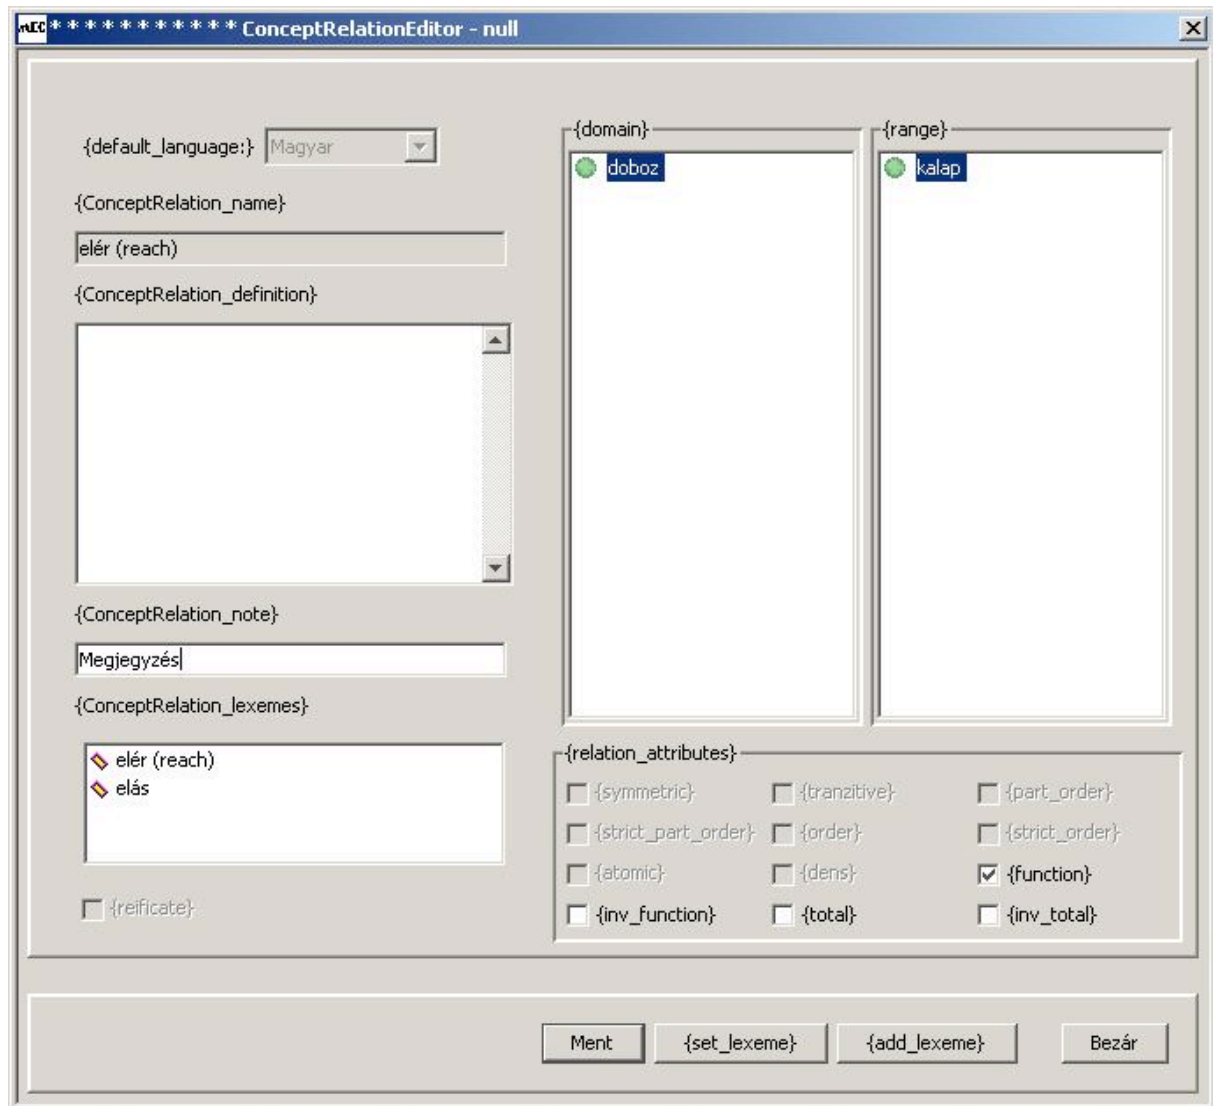 * * * * * * * * * * * ConceptRelationEditor - null
{default_language:} Magyar
{ConceptRelation_name}
elér (reach)
{ConceptRelation_definition}
{ConceptRelation_note}
Megjegyzés
{ConceptRelation_lexemes}
elér (reach)
elás
{reificate}
{domain}
doboz
{range}
kalap
{relation_attributes}
{symmetric} {tranzitive} {part_order}
{strict_part_order} {order} {strict_order}
{atomic} {dens} {function}
{inv_function} {total} {inv_total}
Ment {set_lexeme} {add_lexeme} Bezár